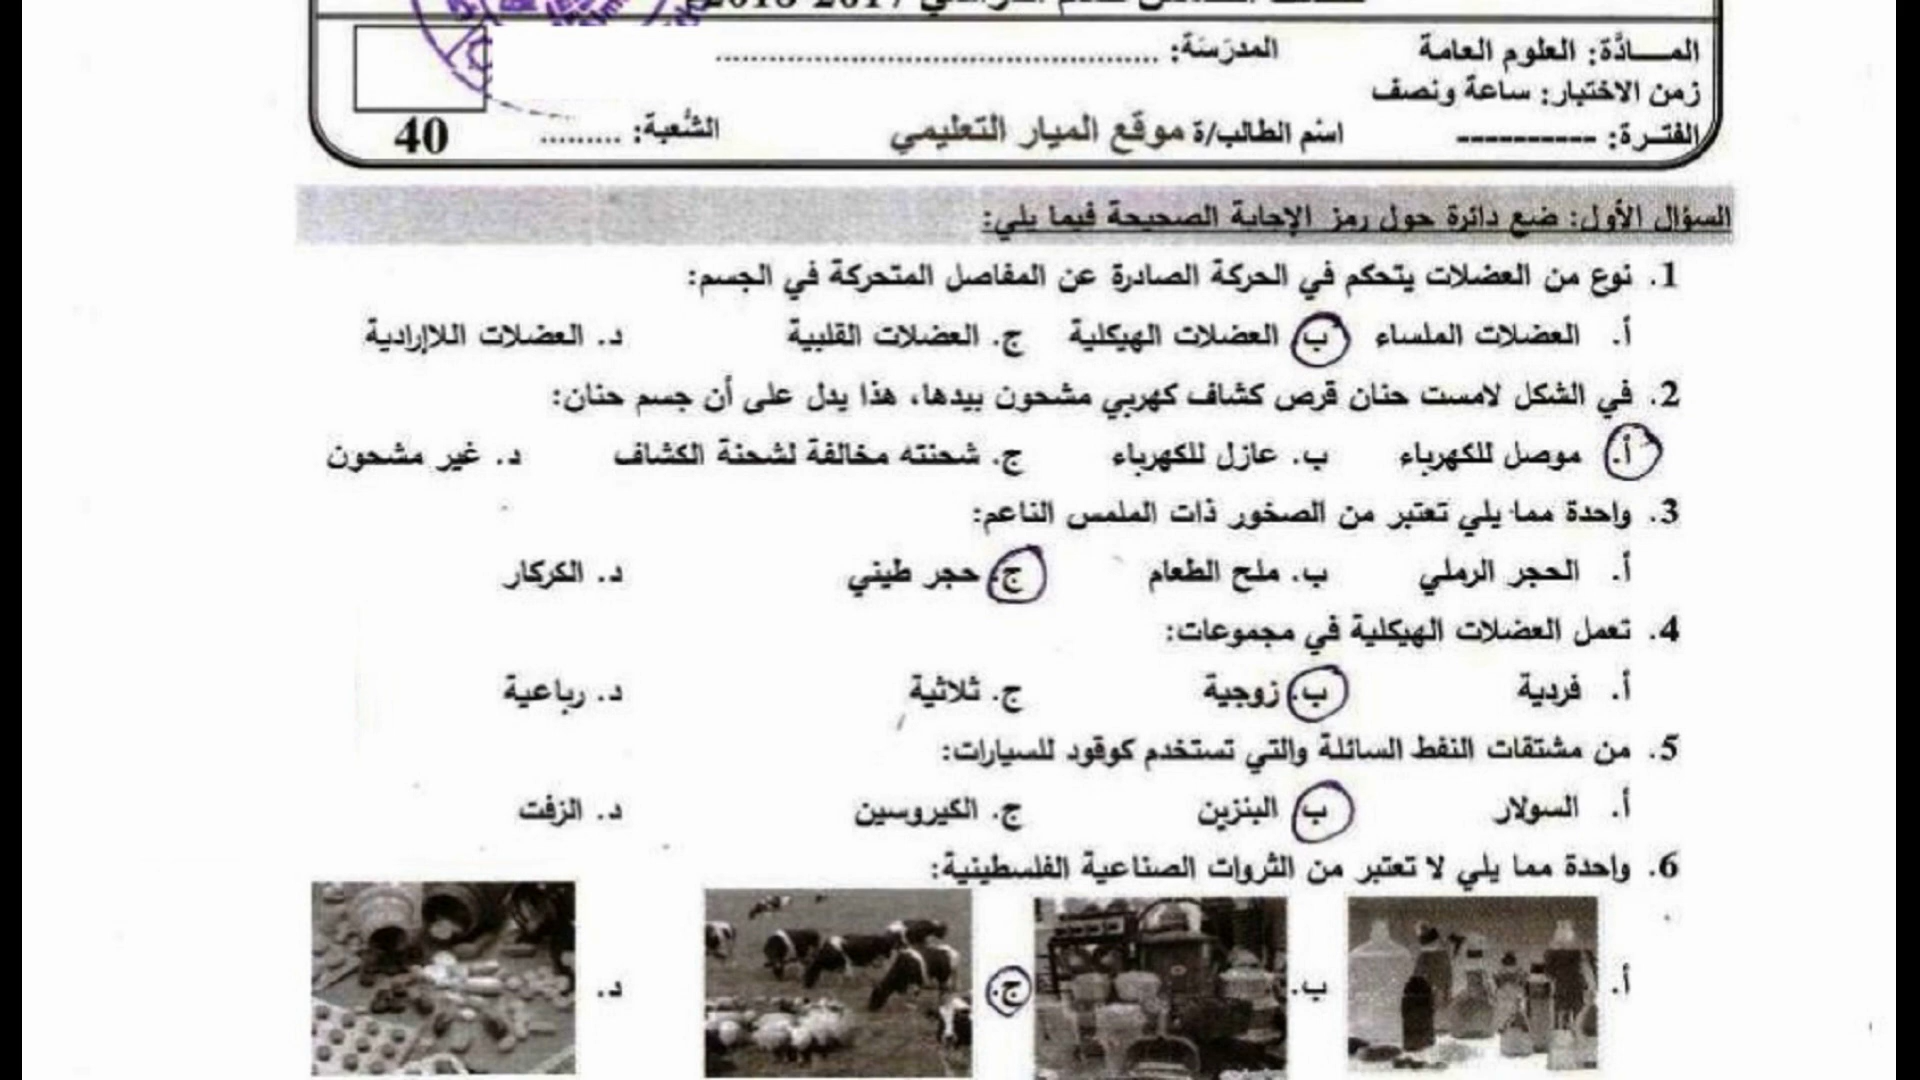 المـــادَّة: العلوم العامة
المدرَسَة: ................................................
زمن الاختبار: ساعة ونصف
الفتـرة: ----------
اسْم الطالب/ة موقع الميار التعليمي
الشُّعبة: .........
40
السؤال الأول: ضع دائرة حول رمز الإجابة الصحيحة فيما يلي:
1. نوع من العضلات يتحكم في الحركة الصادرة عن المفاصل المتحركة في الجسم:
أ. العضلات الملساء ب العضلات الهيكلية ج. العضلات القلبية د. العضلات اللاإرادية
2. في الشكل لامست حنان قرص كشاف كهربي مشحون بيدها، هذا يدل على أن جسم حنان:
أ. موصل للكهرباء ب. عازل للكهرباء ج. شحنته مخالفة لشحنة الكشاف د. غير مشحون
3. واحدة مما يلي تعتبر من الصخور ذات الملمس الناعم:
أ. الحجر الرملي ب. ملح الطعام ج. حجر طيني د. الكركار
4. تعمل العضلات الهيكلية في مجموعات:
أ. فردية ب. زوجية ج. ثلاثية د. رباعية
5. من مشتقات النفط السائلة والتي تستخدم كوقود للسيارات:
أ. السولار ب البنزين ج. الكيروسين د. الزفت
6. واحدة مما يلي لا تعتبر من الثروات الصناعية الفلسطينية:
أ. ب. ج. د.